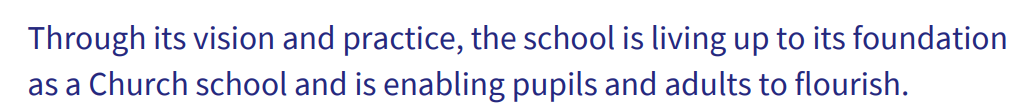 Through its vision and practice, the school is living up to its foundation
as a Church school and is enabling pupils and adults to flourish.